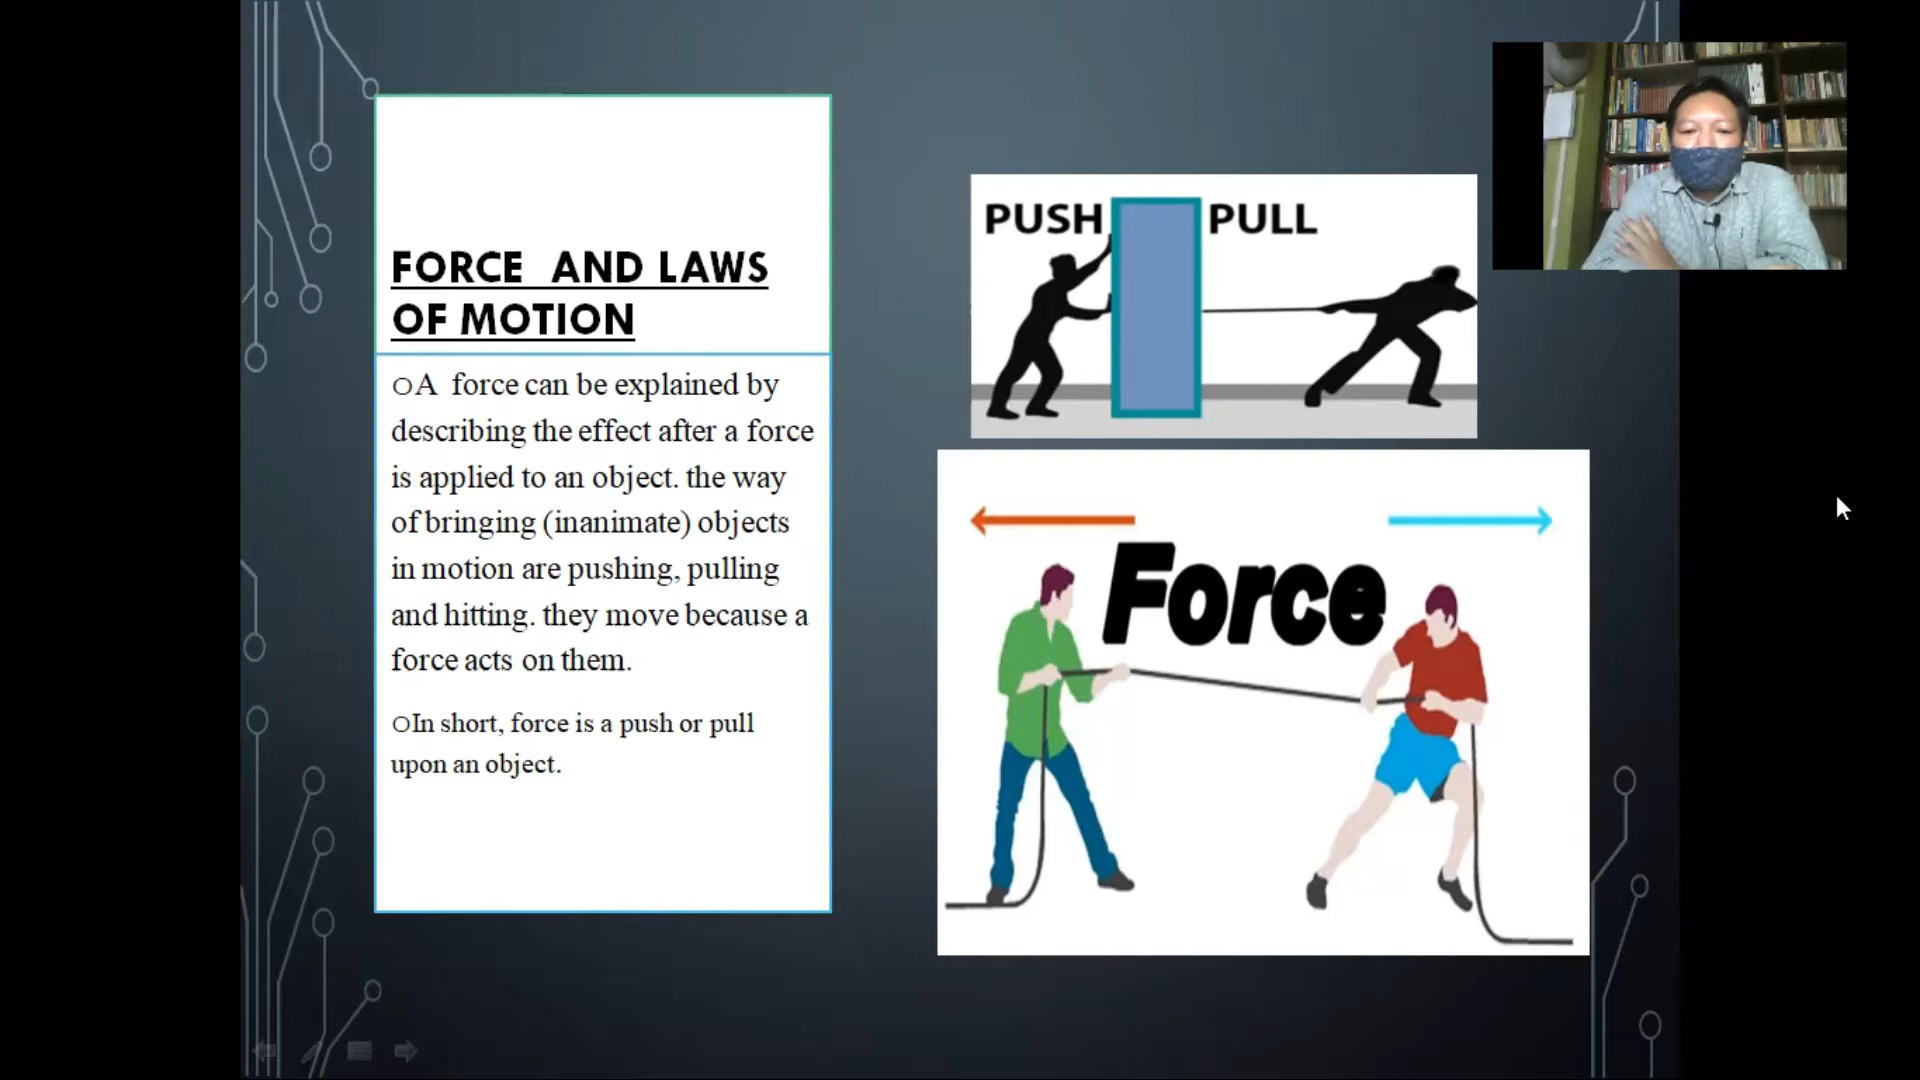 FORCE AND LAWS
OF MOTION
A force can be explained by
describing the effect after a force
is applied to an object. the way
of bringing (inanimate) objects
in motion are pushing, pulling
and hitting. they move because a
force acts on them.
In short, force is a push or pull
upon an object.
PUSH PULL
Force